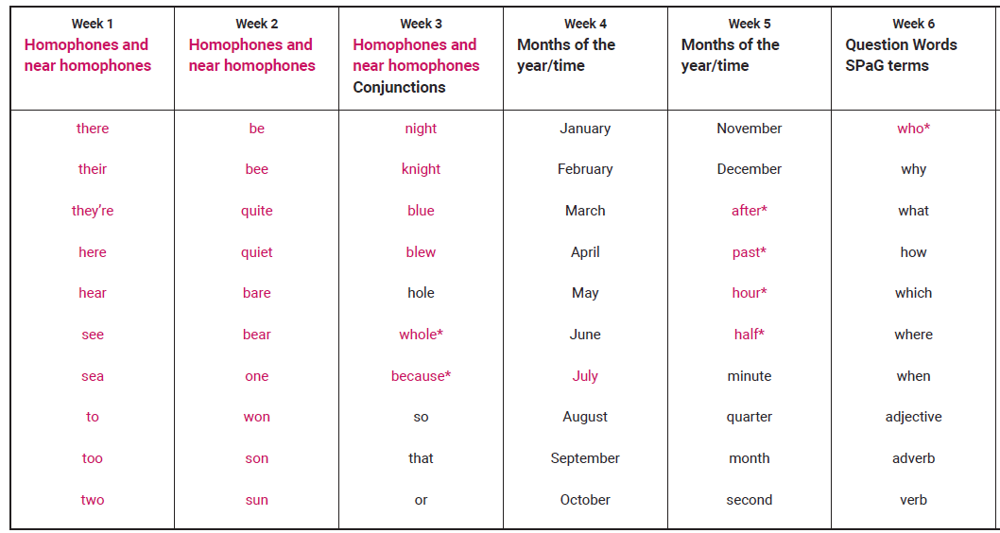 Week 1 Week 2 Week 3 Week 4 Week 5 Week 6
Homophones and Homophones and Homophones and Months of the Months of the Question Words
near homophones near homophones near homophones year/time year/time SPaG terms
Conjunctions
there be night January November who*
their bee knight February December why
they’re quite blue March after* what
here quiet blew April past* how
hear bare hole May hour* which
see bear whole* June half* where
sea one because* July minute when
to won so August quarter adjective
too son that September month adverb
two sun or October second verb